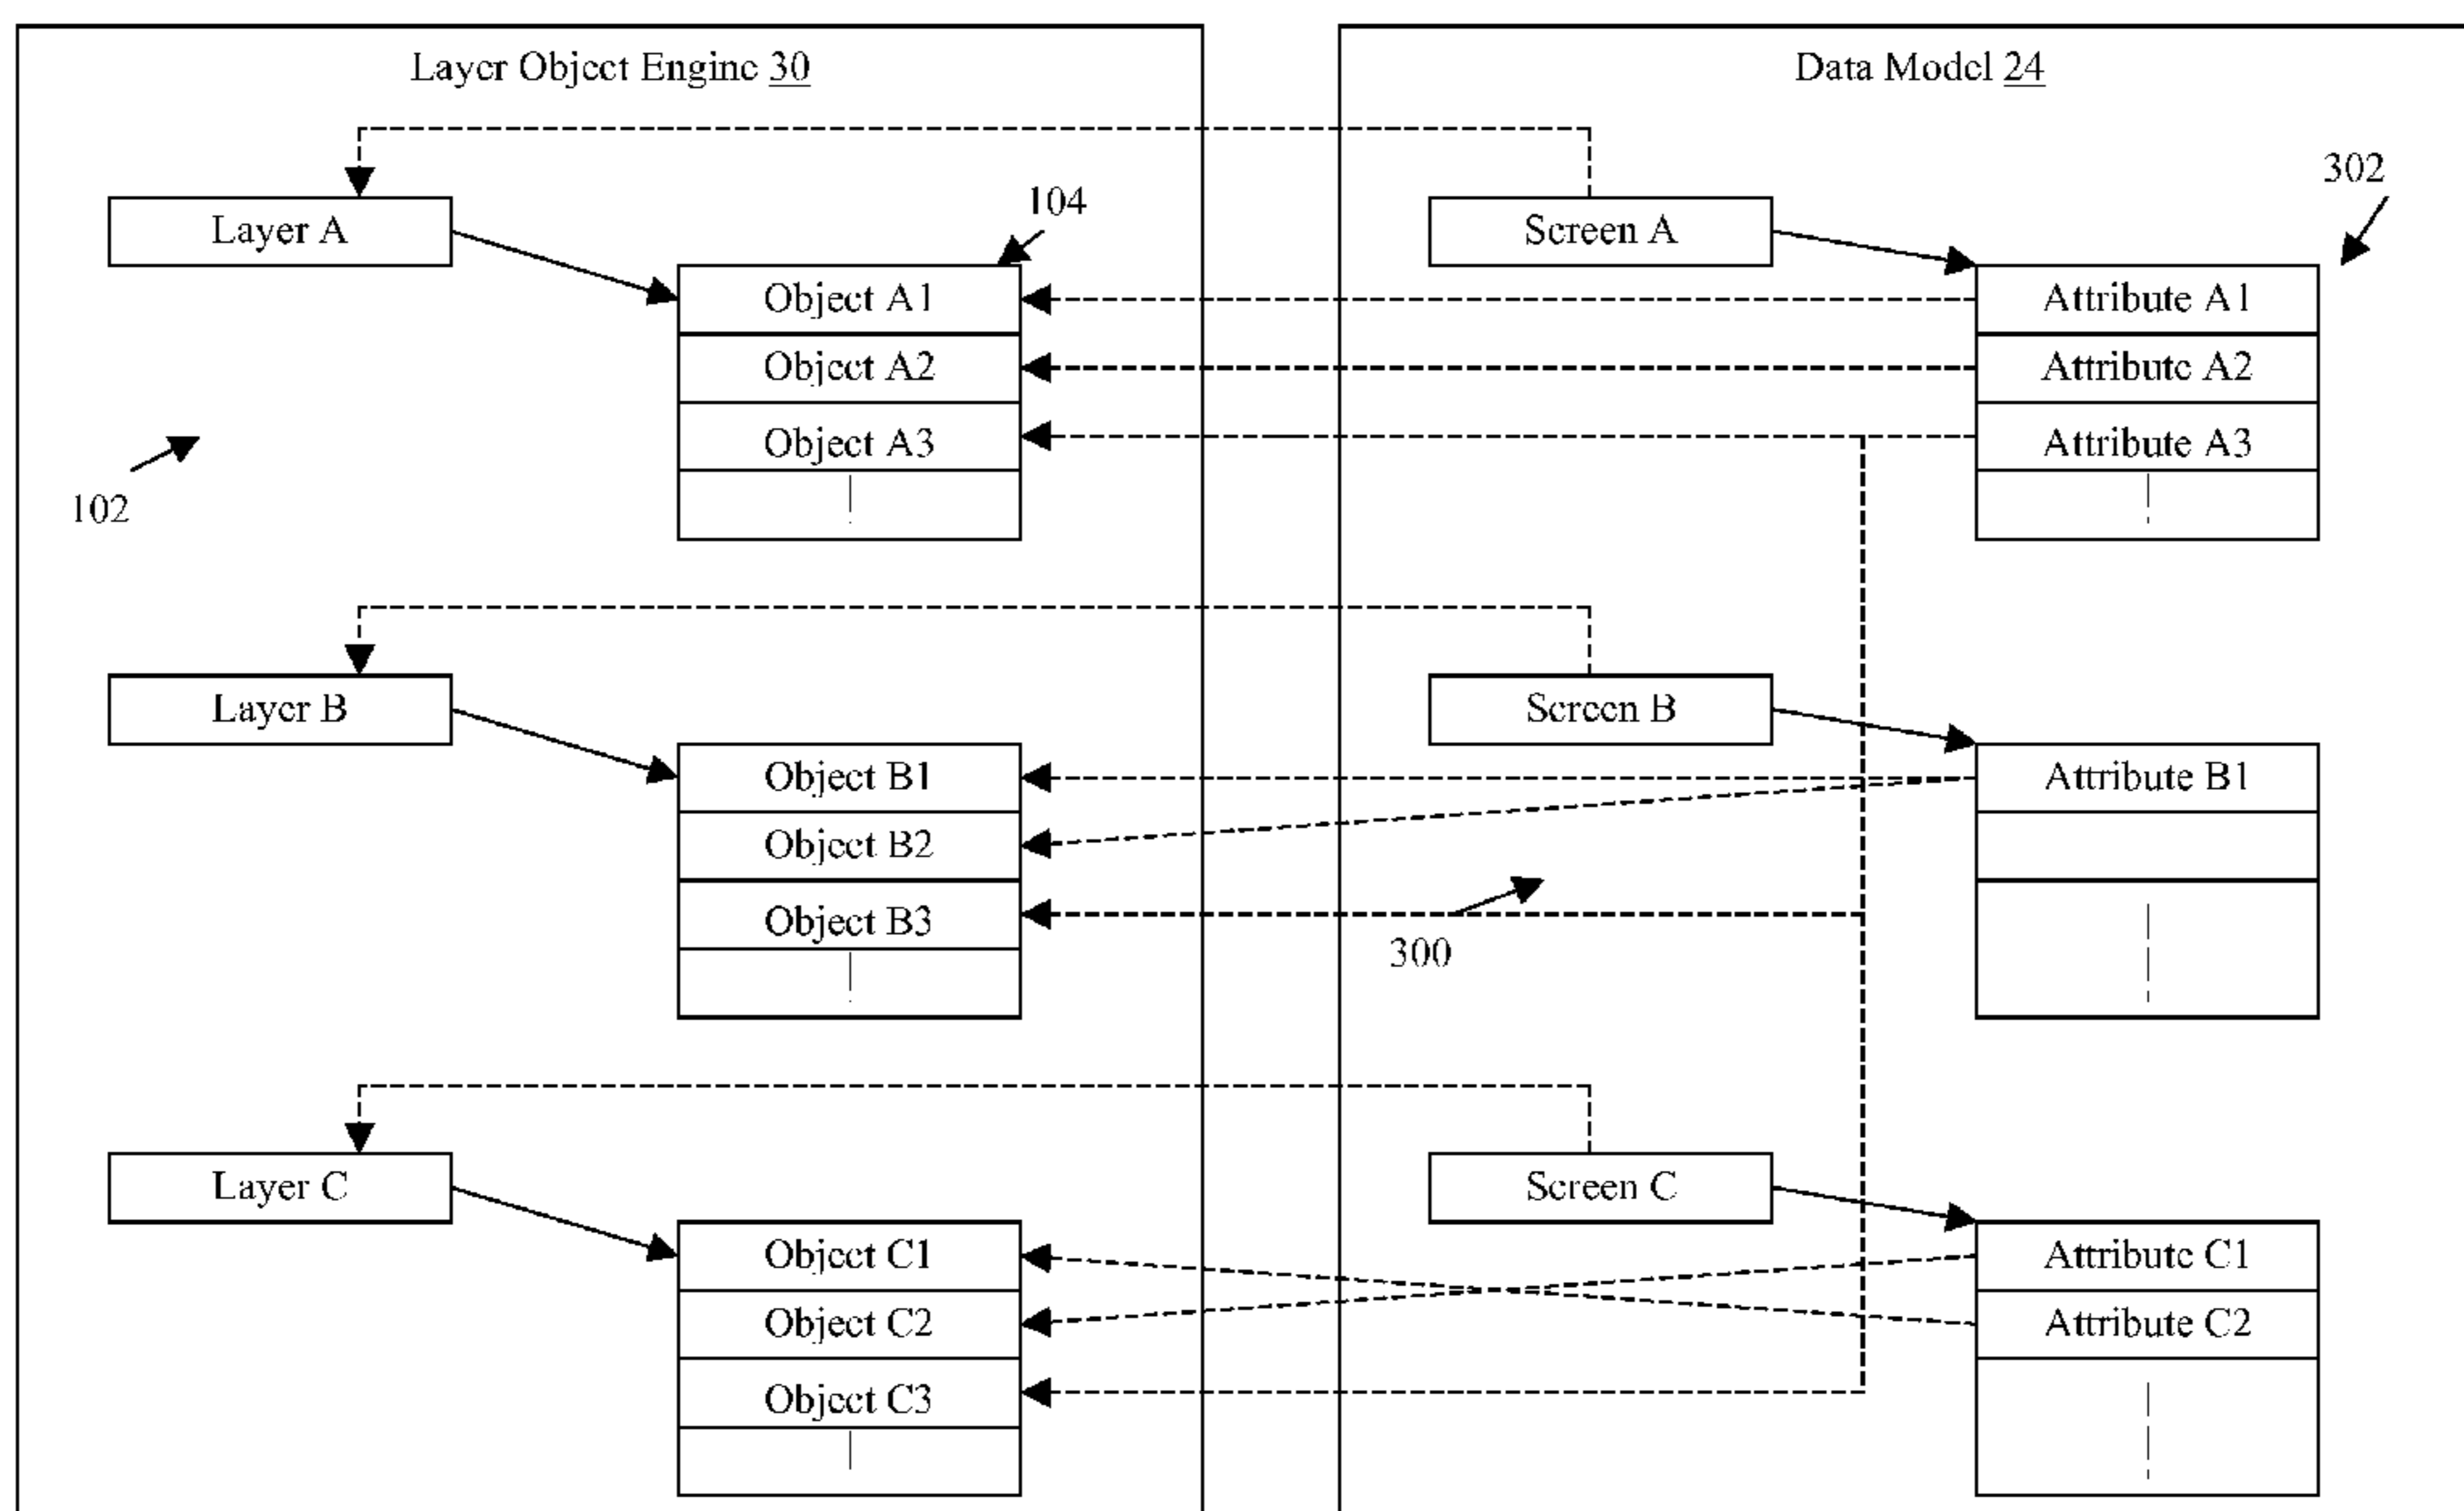 Layer Object Engine 30
Data Model 24
302
104
Layer A
Screen A
Object A1
Attribute A1
Object A2
Attribute A2
Object A3
Attribute A3
102
Layer B
Screen B
Object B1
Attribute B1
Object B2
Object B3
300
Layer C
Screen C
Object C1
Attribute C1
Object C2
Attribute C2
Object C3